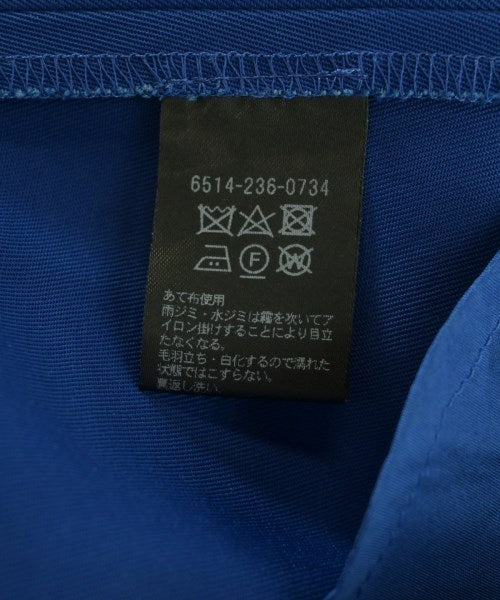 6514-236-0734
F W
あて布使用
雨ジミ・水ジミは霧を吹いてア
イロン掛けすることにより目立
たなくなる。
毛羽立ち・白化するので濡れた
状態ではこすらない。
裏返し洗い。